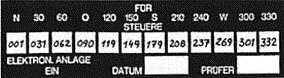 FÜR
N 30 60 O 120 150 S 210 240 W 300 330
STEUERE
001 031 062 090 119 149 179 208 237 269 301 332
ELEKTRON. ANLAGE
EIN DATUM PRÜFER